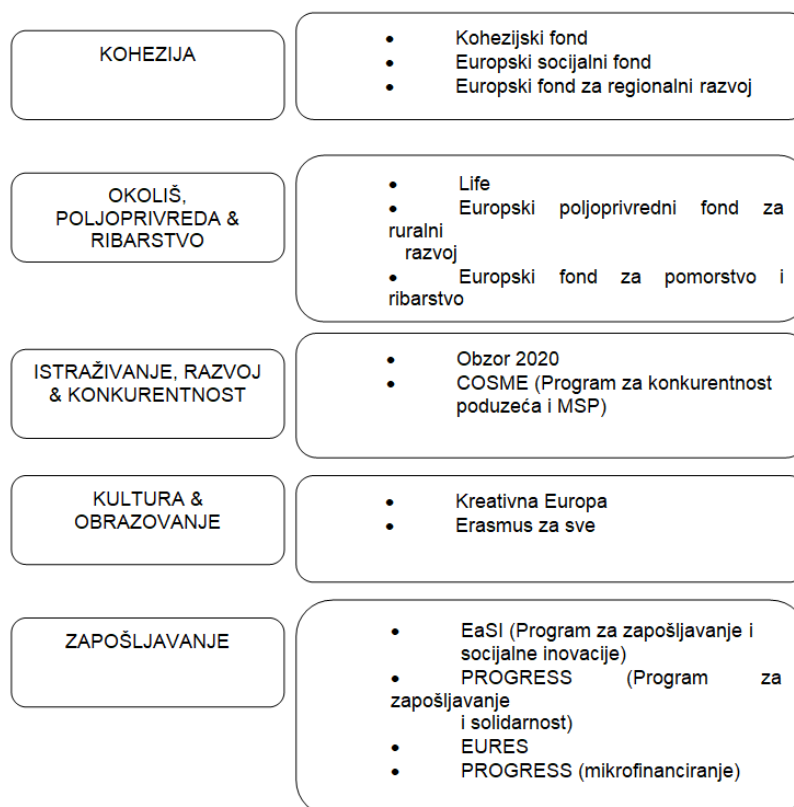 KOHEZIJA
• Kohezijski fond
• Europski socijalni fond
• Europski fond za regionalni razvoj
OKOLIŠ,
POLJOPRIVREDA &
RIBARSTVO
• Life
• Europski poljoprivredni fond za
ruralni
razvoj
• Europski fond za pomorstvo i
ribarstvo
ISTRAŽIVANJE, RAZVOJ
& KONKURENTNOST
• Obzor 2020
• COSME (Program za konkurentnost
poduzeća i MSP)
KULTURA &
OBRAZOVANJE
• Kreativna Europa
• Erasmus za sve
ZAPOŠLJAVANJE
• EaSI (Program za zapošljavanje i
socijalne inovacije)
• PROGRESS (Program za
zapošljavanje
i solidarnost)
• EURES
• PROGRESS (mikrofinanciranje)